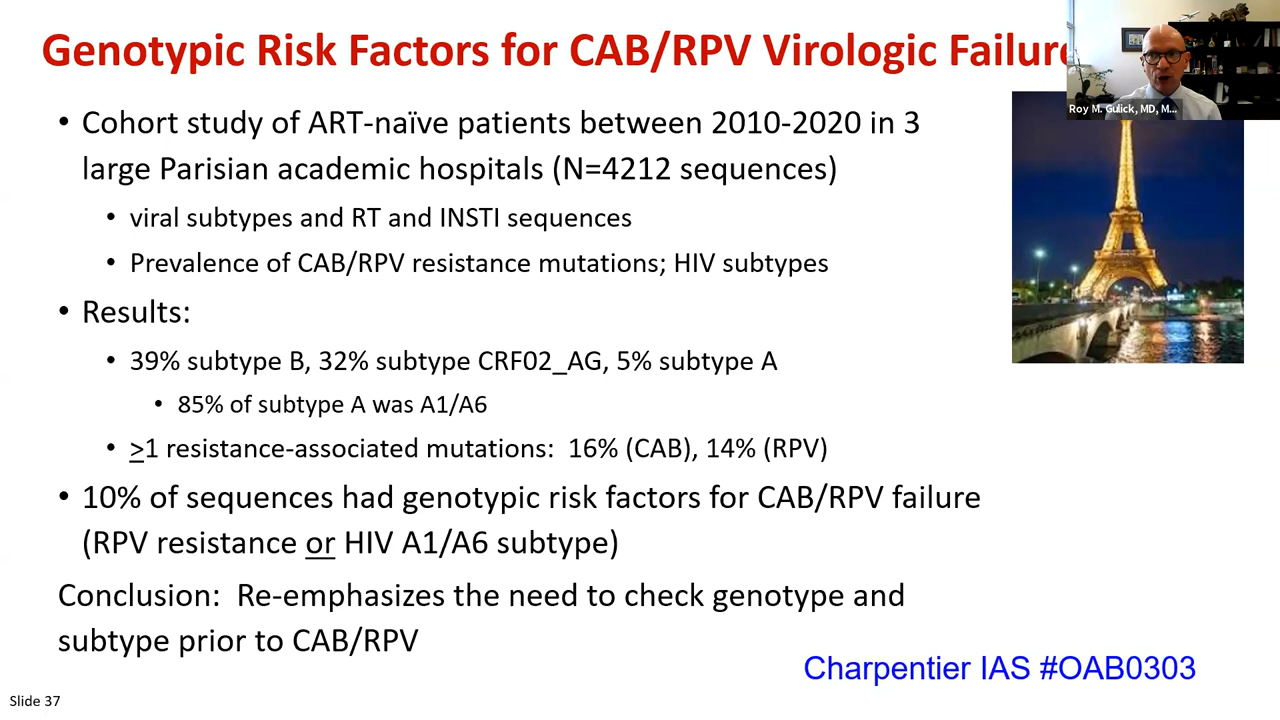 Genotypic Risk Factors for CAB/RPV Virologic Failure
Roy M. Gulick, MD, M...
• Cohort study of ART-naïve patients between 2010-2020 in 3
large Parisian academic hospitals (N=4212 sequences)
• viral subtypes and RT and INSTI sequences
• Prevalence of CAB/RPV resistance mutations; HIV subtypes
• Results:
• 39% subtype B, 32% subtype CRF02_AG, 5% subtype A
• 85% of subtype A was A1/A6
• >1 resistance-associated mutations: 16% (CAB), 14% (RPV)
• 10% of sequences had genotypic risk factors for CAB/RPV failure
(RPV resistance or HIV A1/A6 subtype)
Conclusion: Re-emphasizes the need to check genotype and
subtype prior to CAB/RPV
Charpentier IAS #OAB0303
Slide 37